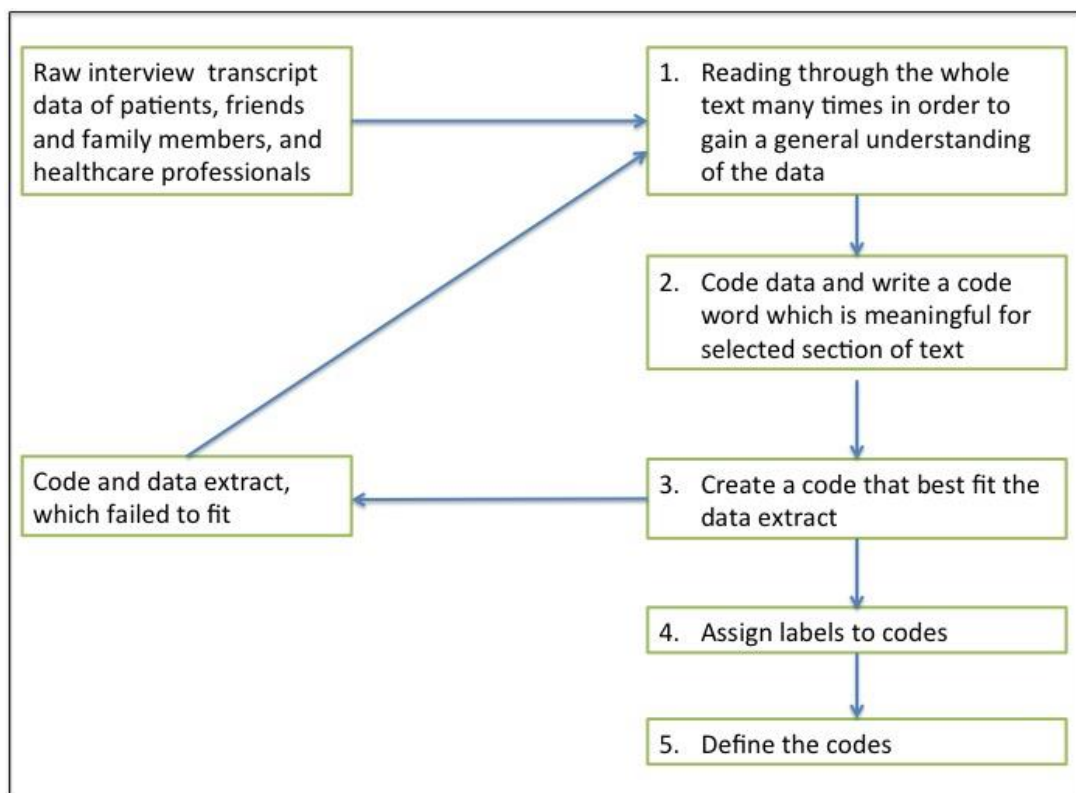 Raw interview transcript
data of patients, friends
and family members, and
healthcare professionals
1. Reading through the whole
text many times in order to
gain a general understanding
of the data
2. Code data and write a code
word which is meaningful for
selected section of text
Code and data extract,
which failed to fit
3. Create a code that best fit the
data extract
4. Assign labels to codes
5. Define the codes